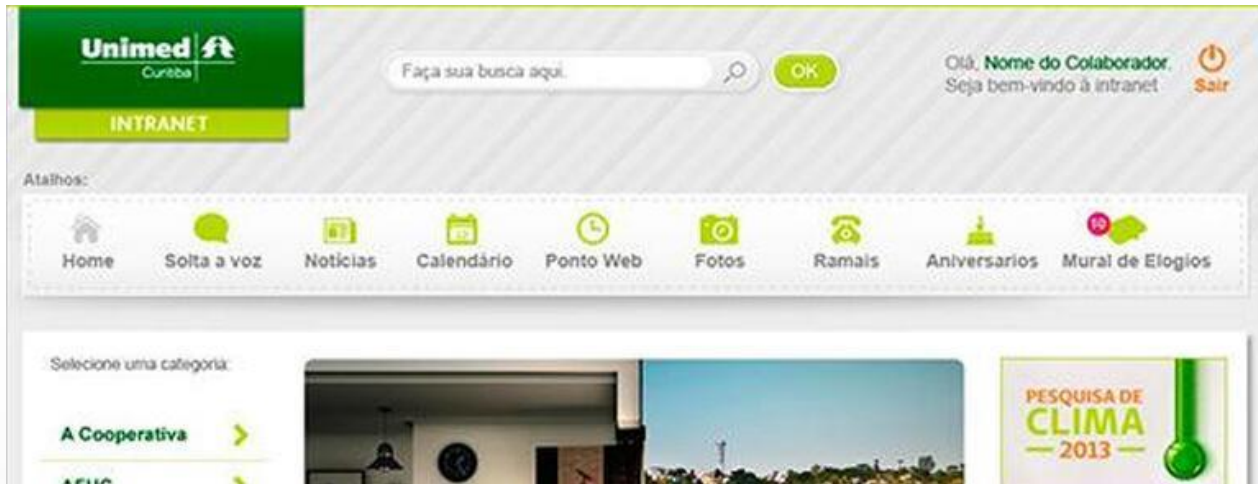 Unimed
Curitiba
INTRANET
Faça sua busca aqui.
OK
Olá, Nome do Colaborador.
Seja bem-vindo à intranet
Sair
Atalhos:
Home
Solta a voz
Notícias
Calendário
Ponto Web
Fotos
Ramais
Aniversarios
10
Mural de Elogios
Selecione uma categoria:
A Cooperativa
PESQUISA DE
CLIMA
2013